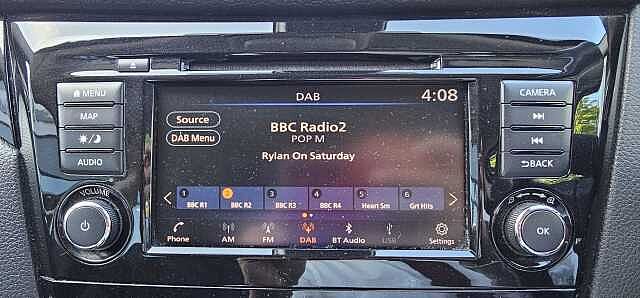 MENU
MAP
AUDIO
VOLUME
DAB
4:08
Source
DAB Menu
BBC Radio2
POP M
Rylan On Saturday
1 2 3 4 5 6
BBC R1 BBC R2 BBC R3 BBC R4 Heart Sm Grt Hits
Phone AM FM DAB BT Audio USB Settings
CAMERA
BACK
OK